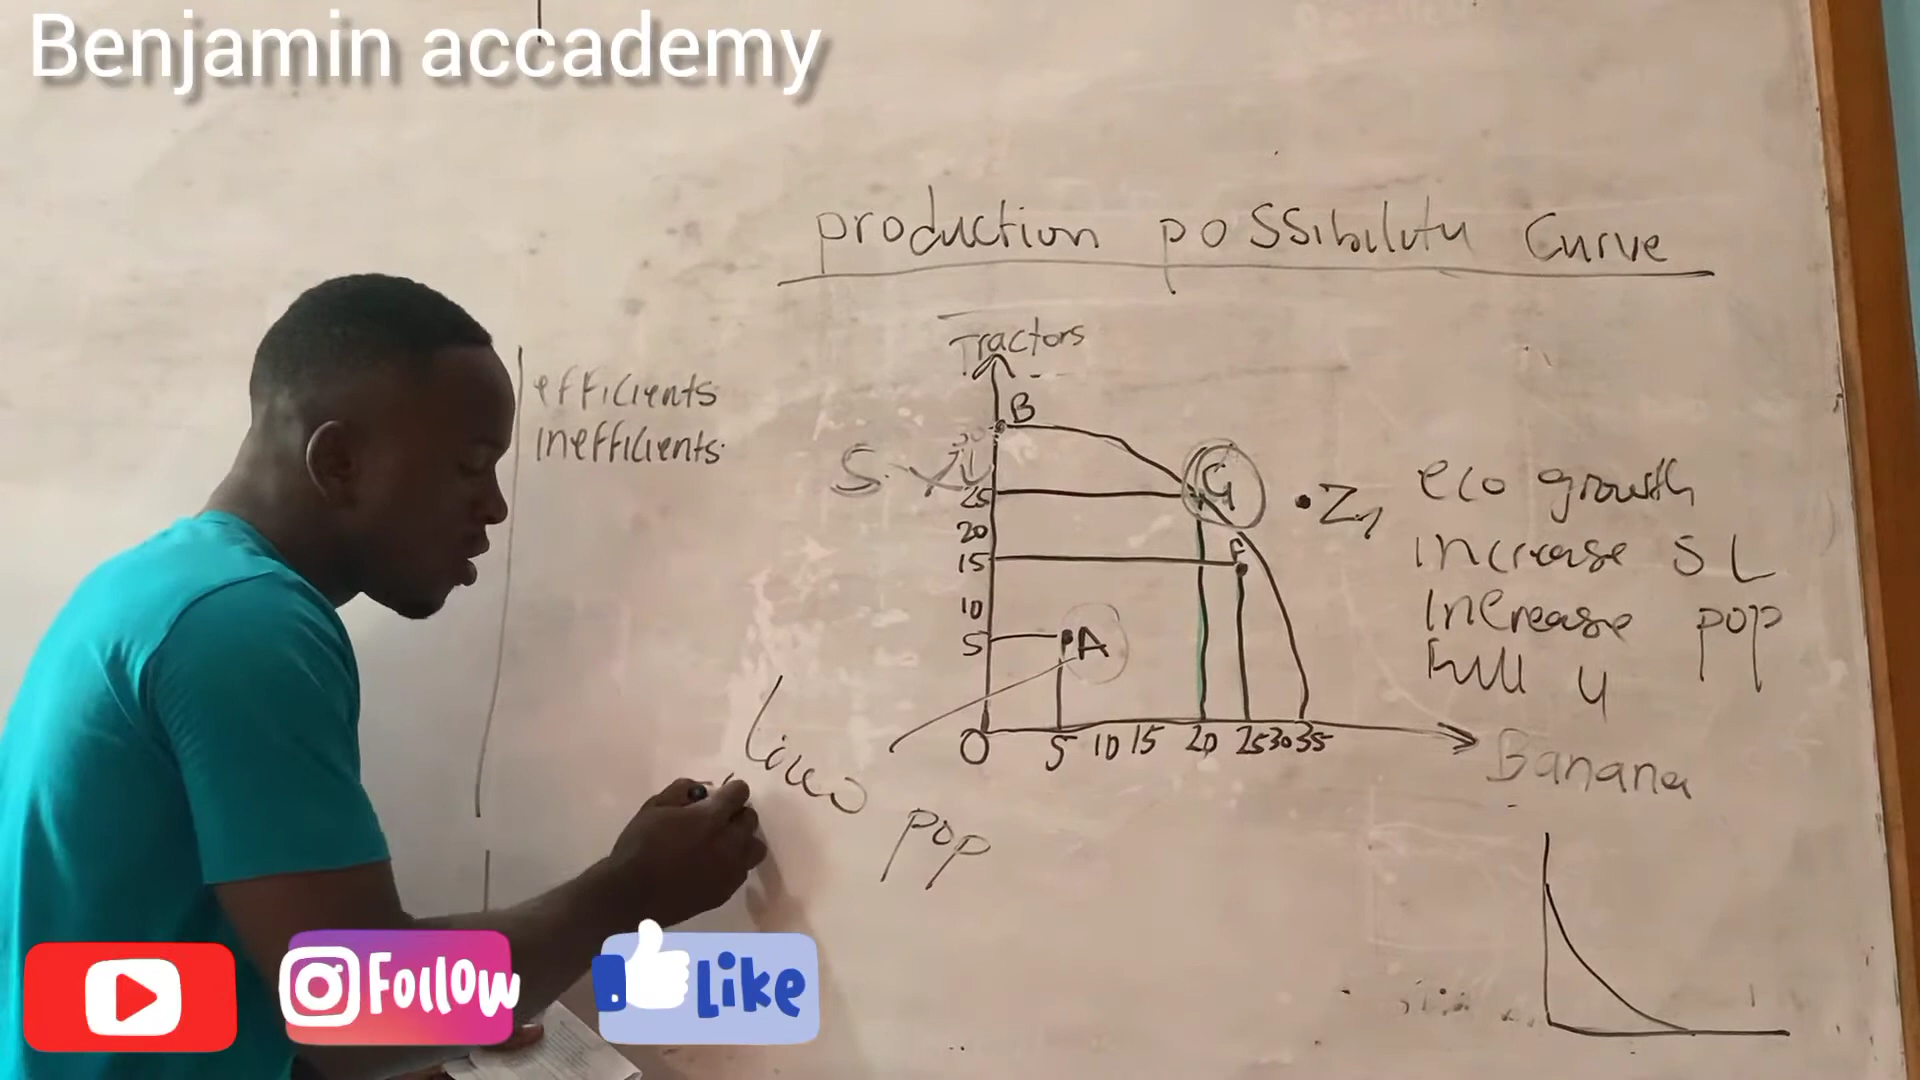 Benjamin accademy
production possibility Curve
efficients
inefficients
Tractors
B
30
25
20
15
10
5
O
5 10 15 20 25 30 35
Banana
F
A
.Z
eco growth
increase S L
increase pop
Full U
pop
Follow
Like